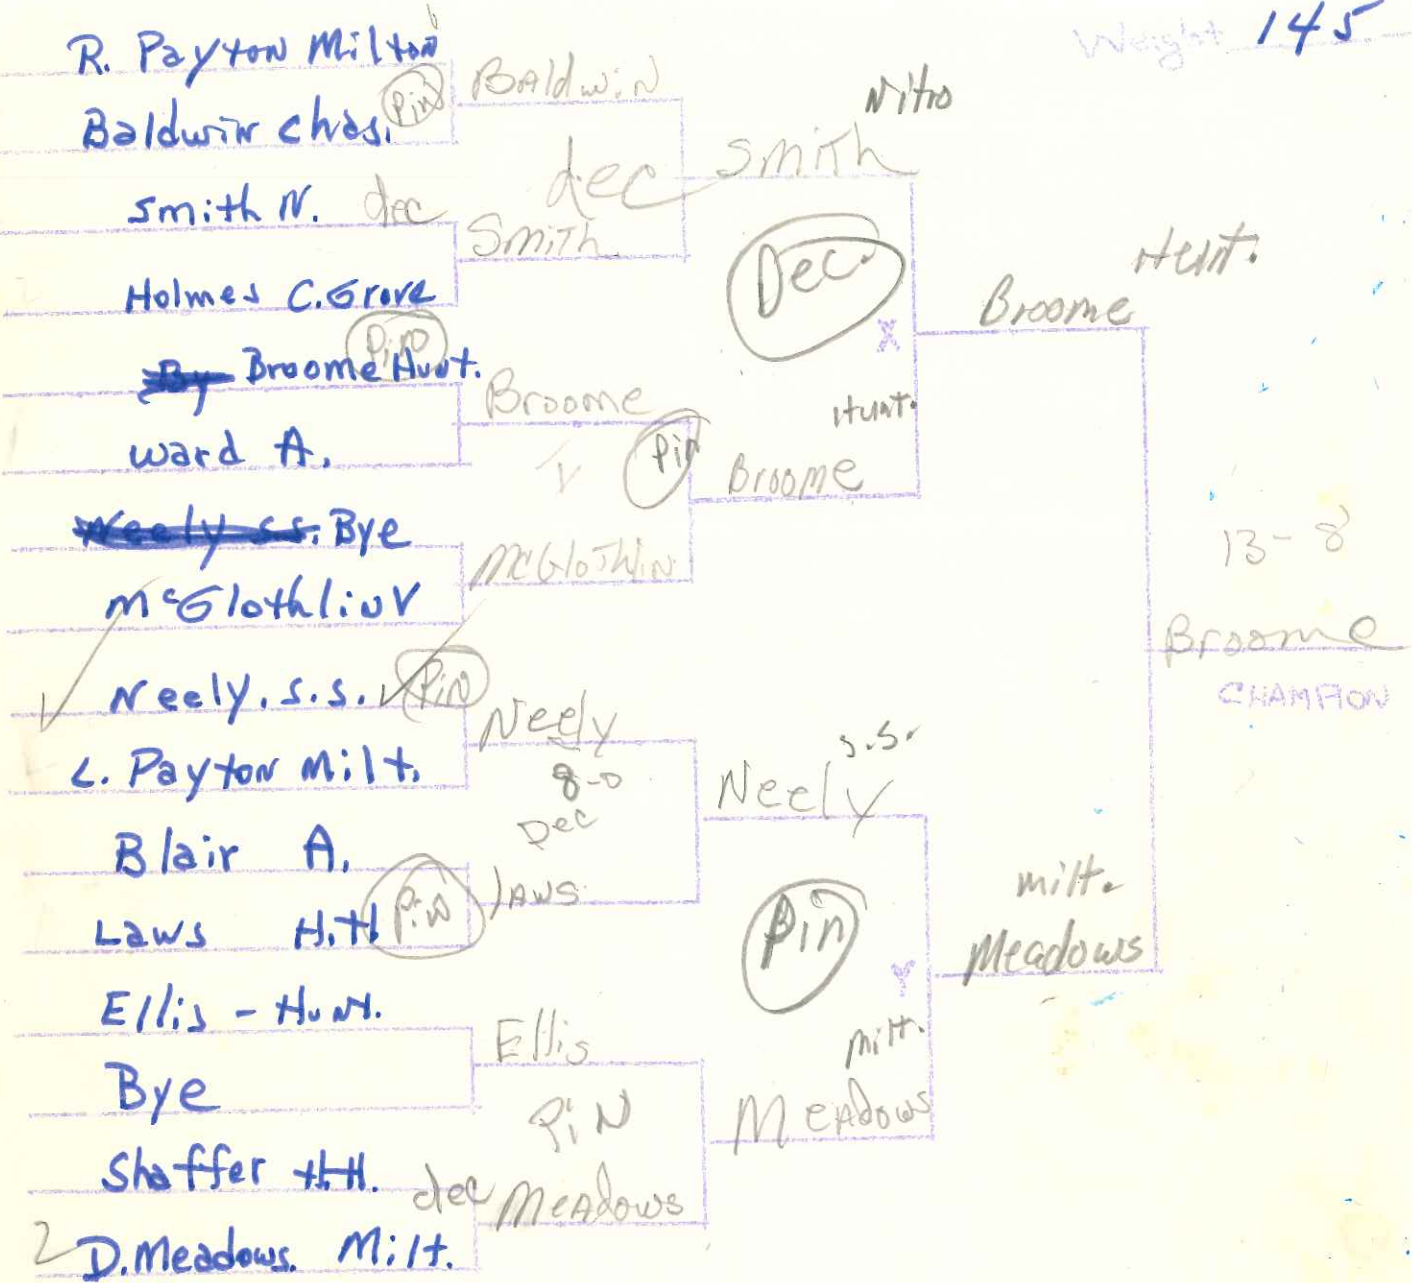 Weight 145
R. Payton Milton
Pin
Baldwin
Baldwin Chas.
dec
Smith
Nitro
Smith N. dec
Smith
Holmes C. Grove
Dec.
X
Broome
Hunt.
Pin
By Broome Hunt.
Broome
Ward A.
Pin
Hunt.
Broome
Neely s.s. Bye
McGlothlin
McGlothlin V
13-8
Broome
CHAMPION
Neely. s.s. Pin
Neely
8-0
Dec
L. Payton Milt.
Neely
s.s.
Blair A.
Pin
Laws
Laws H.H
Pin
Y
Milt.
Meadows
Ellis - Hunt.
Ellis
Bye
Pin
Milt.
Meadows
Shaffer H.H.
dec
Meadows
2 D. Meadows. Milt.